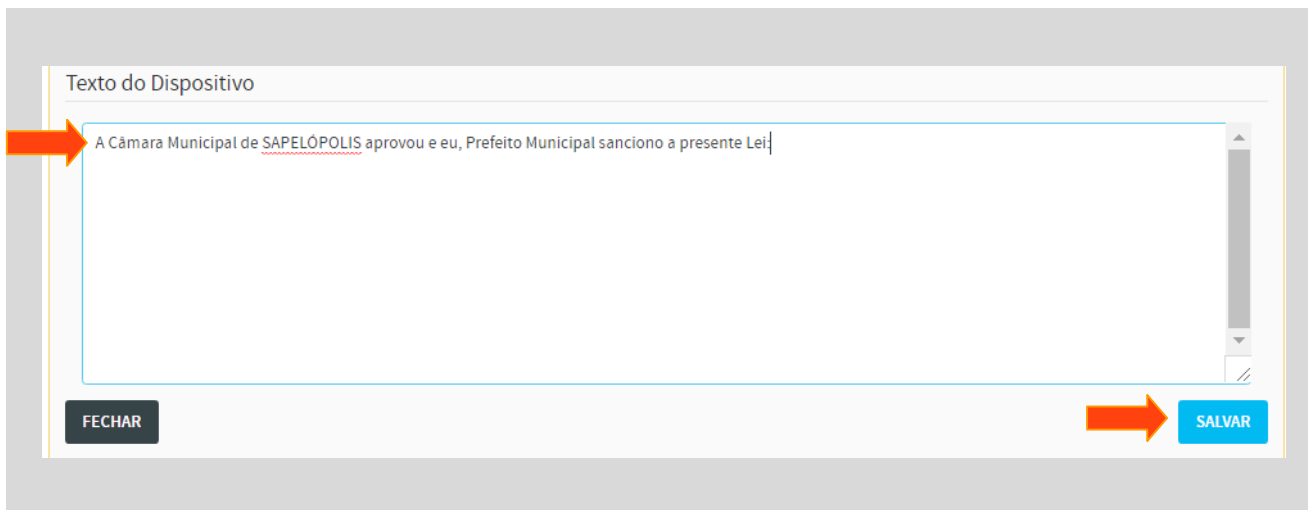 Texto do Dispositivo
A Câmara Municipal de SAPELÓPOLIS aprovou e eu, Prefeito Municipal sanciono a presente Lei:
FECHAR
SALVAR